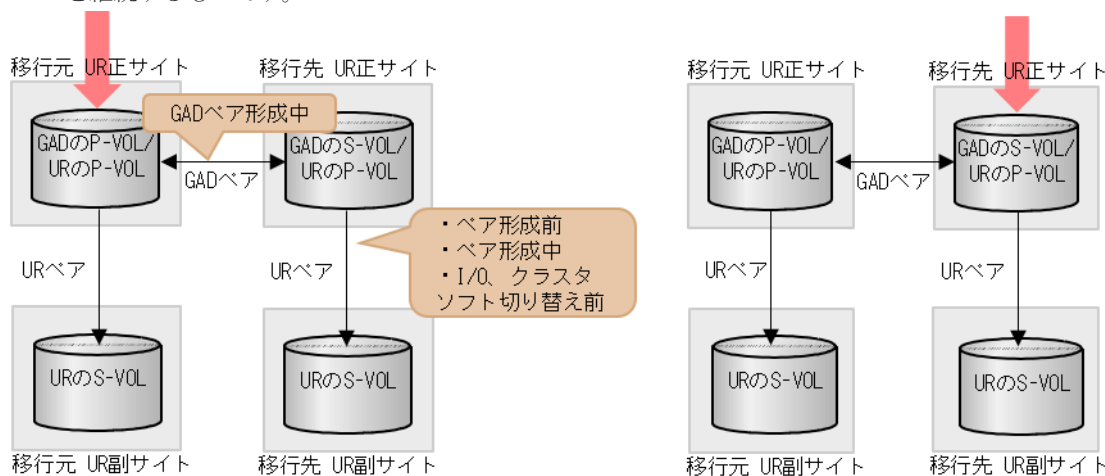 移行元 UR正サイト
移行先 UR正サイト
GADペア形成中
GADのP-VOL/
URのP-VOL
GADペア
GADのS-VOL/
URのP-VOL
・ペア形成前
・ペア形成中
・I/O、クラスタ
ソフト切り替え前
URペア
URのS-VOL
URのS-VOL
移行元 UR副サイト
移行先 UR副サイト
移行元 UR正サイト
移行先 UR正サイト
GADのP-VOL/
URのP-VOL
GADペア
GADのS-VOL/
URのP-VOL
URペア
URペア
URのS-VOL
URのS-VOL
移行元 UR副サイト
移行先 UR副サイト